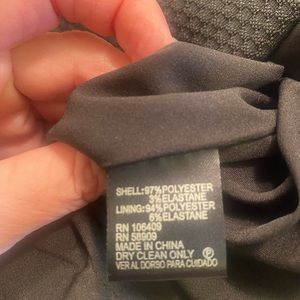 SHELL: 97%POLYESTER
3%ELASTANE
LINING: 94%POLYESTER
6%ELASTANE
RN 106409
RN 58909
MADE IN CHINA
DRY CLEAN ONLY Ⓟ
VER AL DORSO PARA CUIDADO